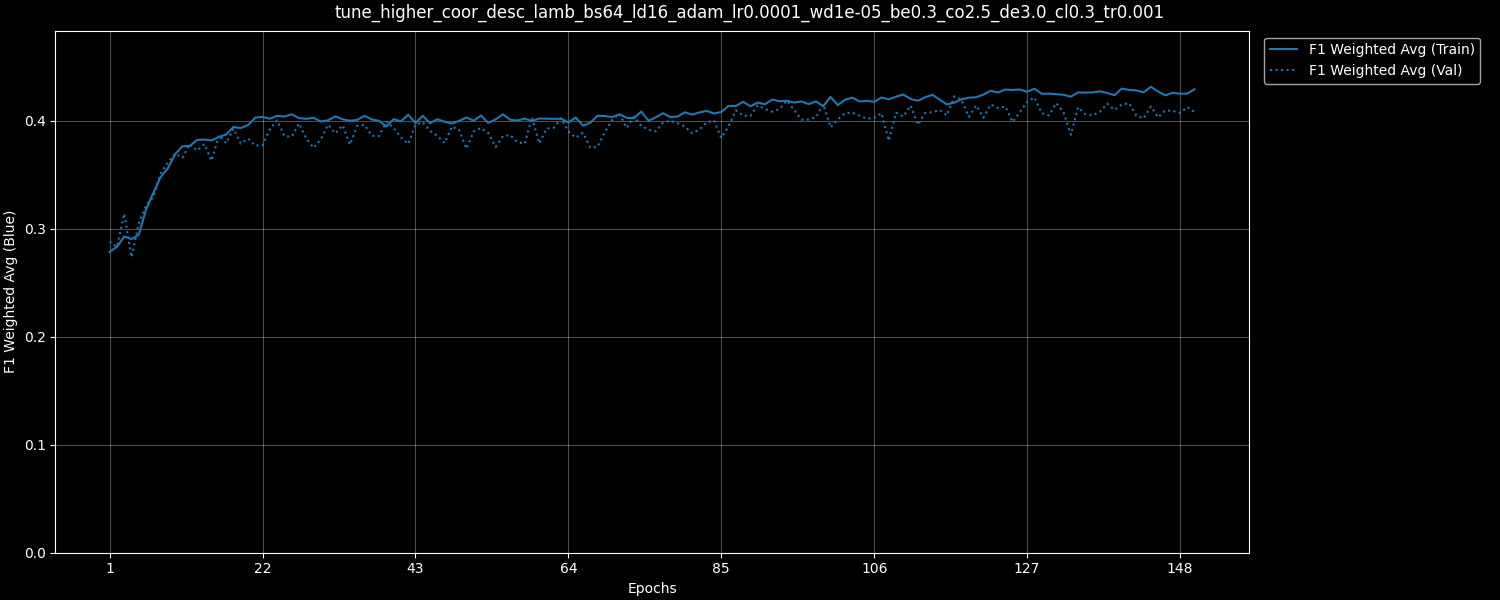 tune_higher_coor_desc_lamb_bs64_ld16_adam_lr0.0001_wd1e-05_be0.3_co2.5_de3.0_cl0.3_tr0.001
F1 Weighted Avg (Train)
F1 Weighted Avg (Val)
F1 Weighted Avg (Blue)
0.4
0.3
0.2
0.1
0.0
1 22 43 64 85 106 127 148
Epochs